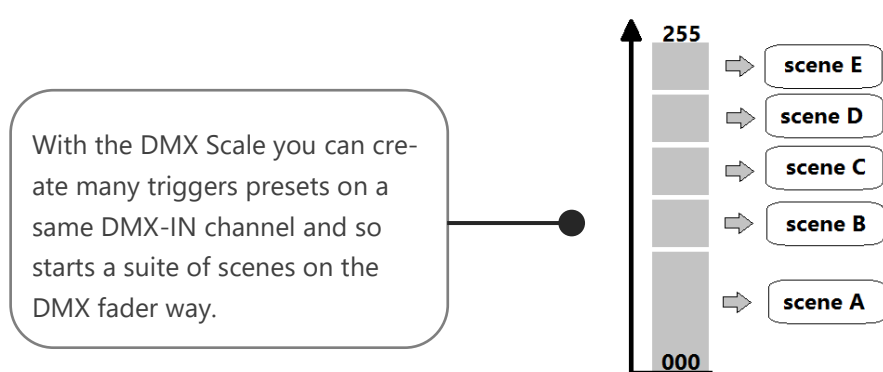 With the DMX Scale you can cre-
ate many triggers presets on a
same DMX-IN channel and so
starts a suite of scenes on the
DMX fader way.
255
scene E
scene D
scene C
scene B
scene A
000